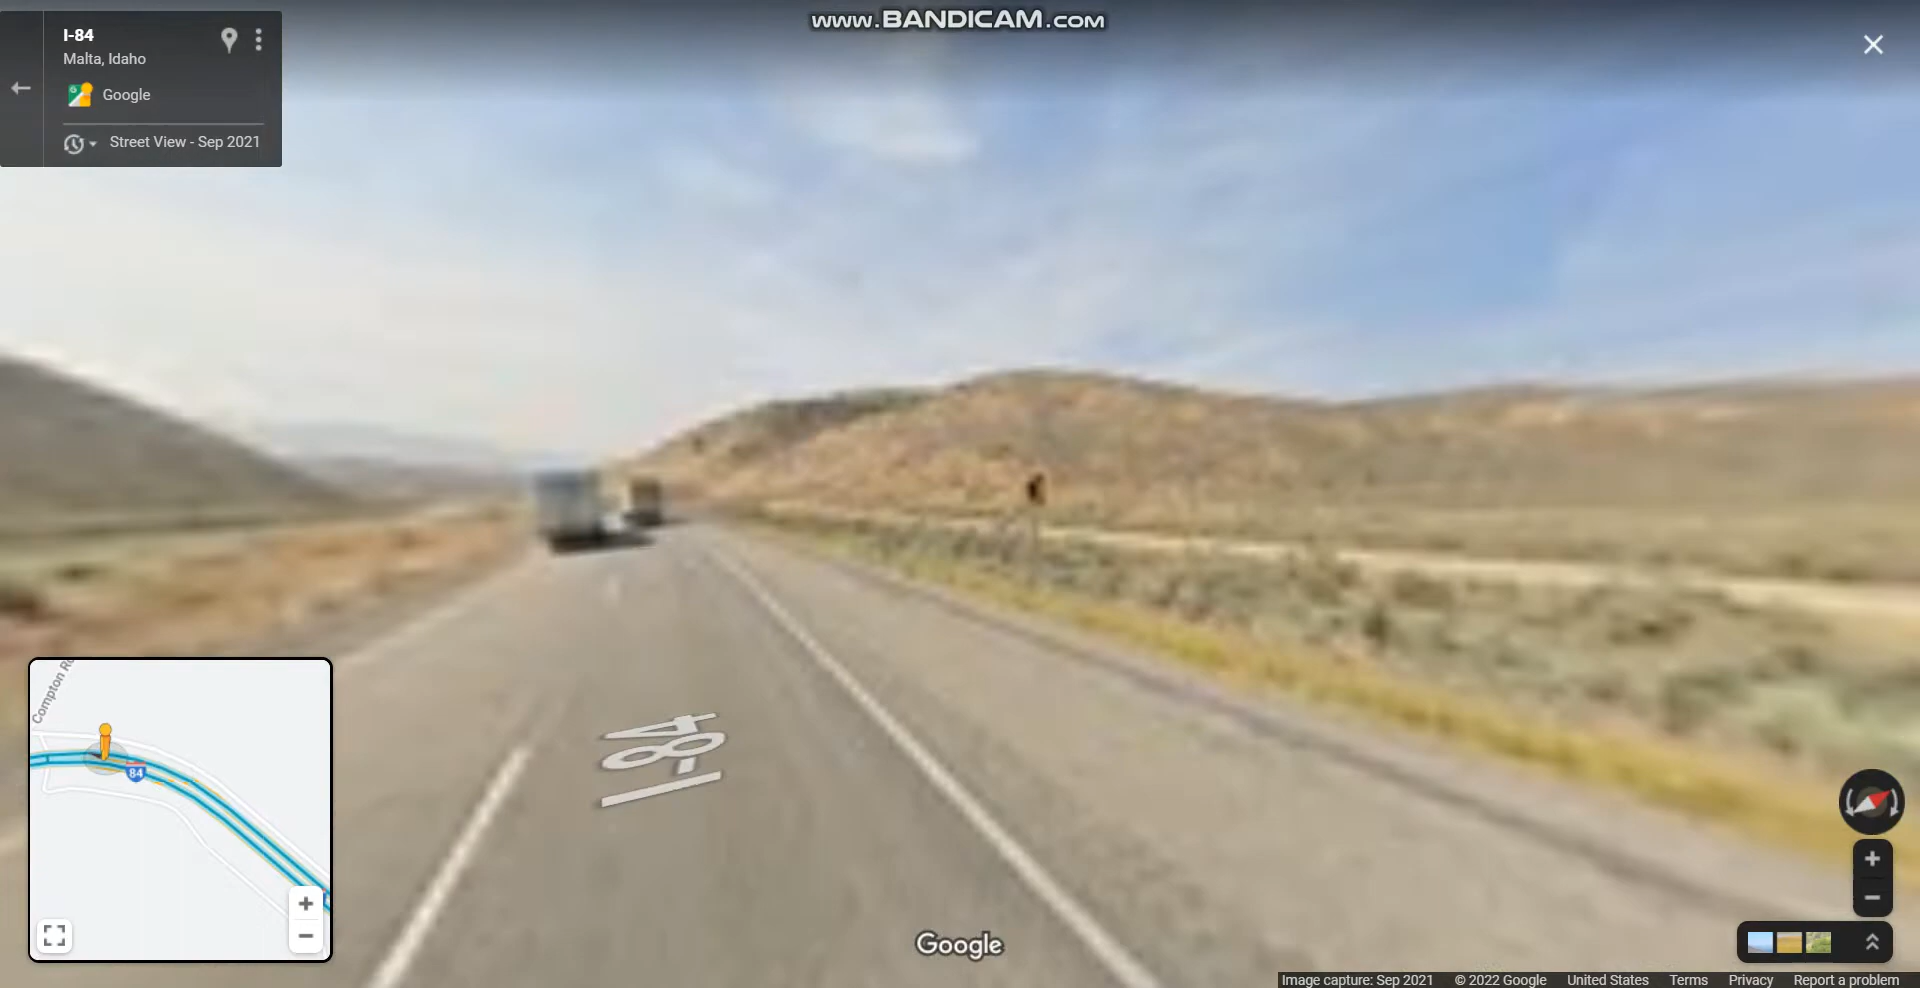 www.BANDICAM.com
I-84
Malta, Idaho
Google
Street View - Sep 2021
Compton R
84
I-84
Google
Image capture: Sep 2021 © 2022 Google United States Terms Privacy Report a problem